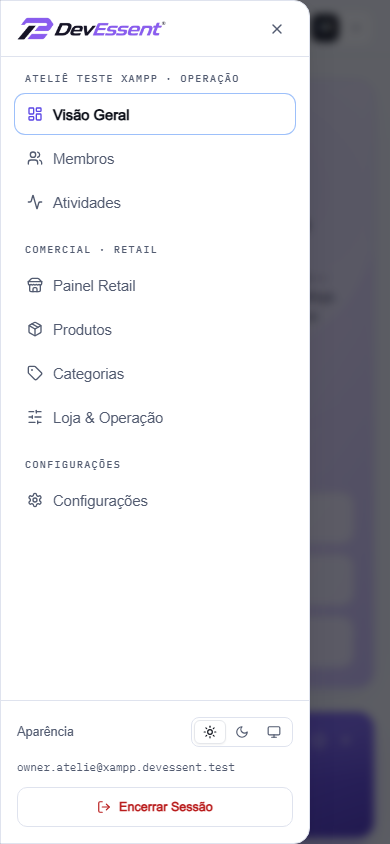 DevEssent
ATELIÊ TESTE XAMPP · OPERAÇÃO
Visão Geral
Membros
Atividades
COMERCIAL · RETAIL
Painel Retail
Produtos
Categorias
Loja & Operação
CONFIGURAÇÕES
Configurações
Aparência
owner.atelie@xampp.devessent.test
Encerrar Sessão